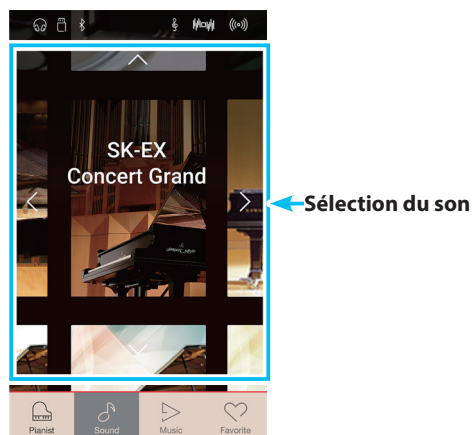 SK-EX
Concert Grand
Sélection du son
Pianist
Sound
Music
Favorite